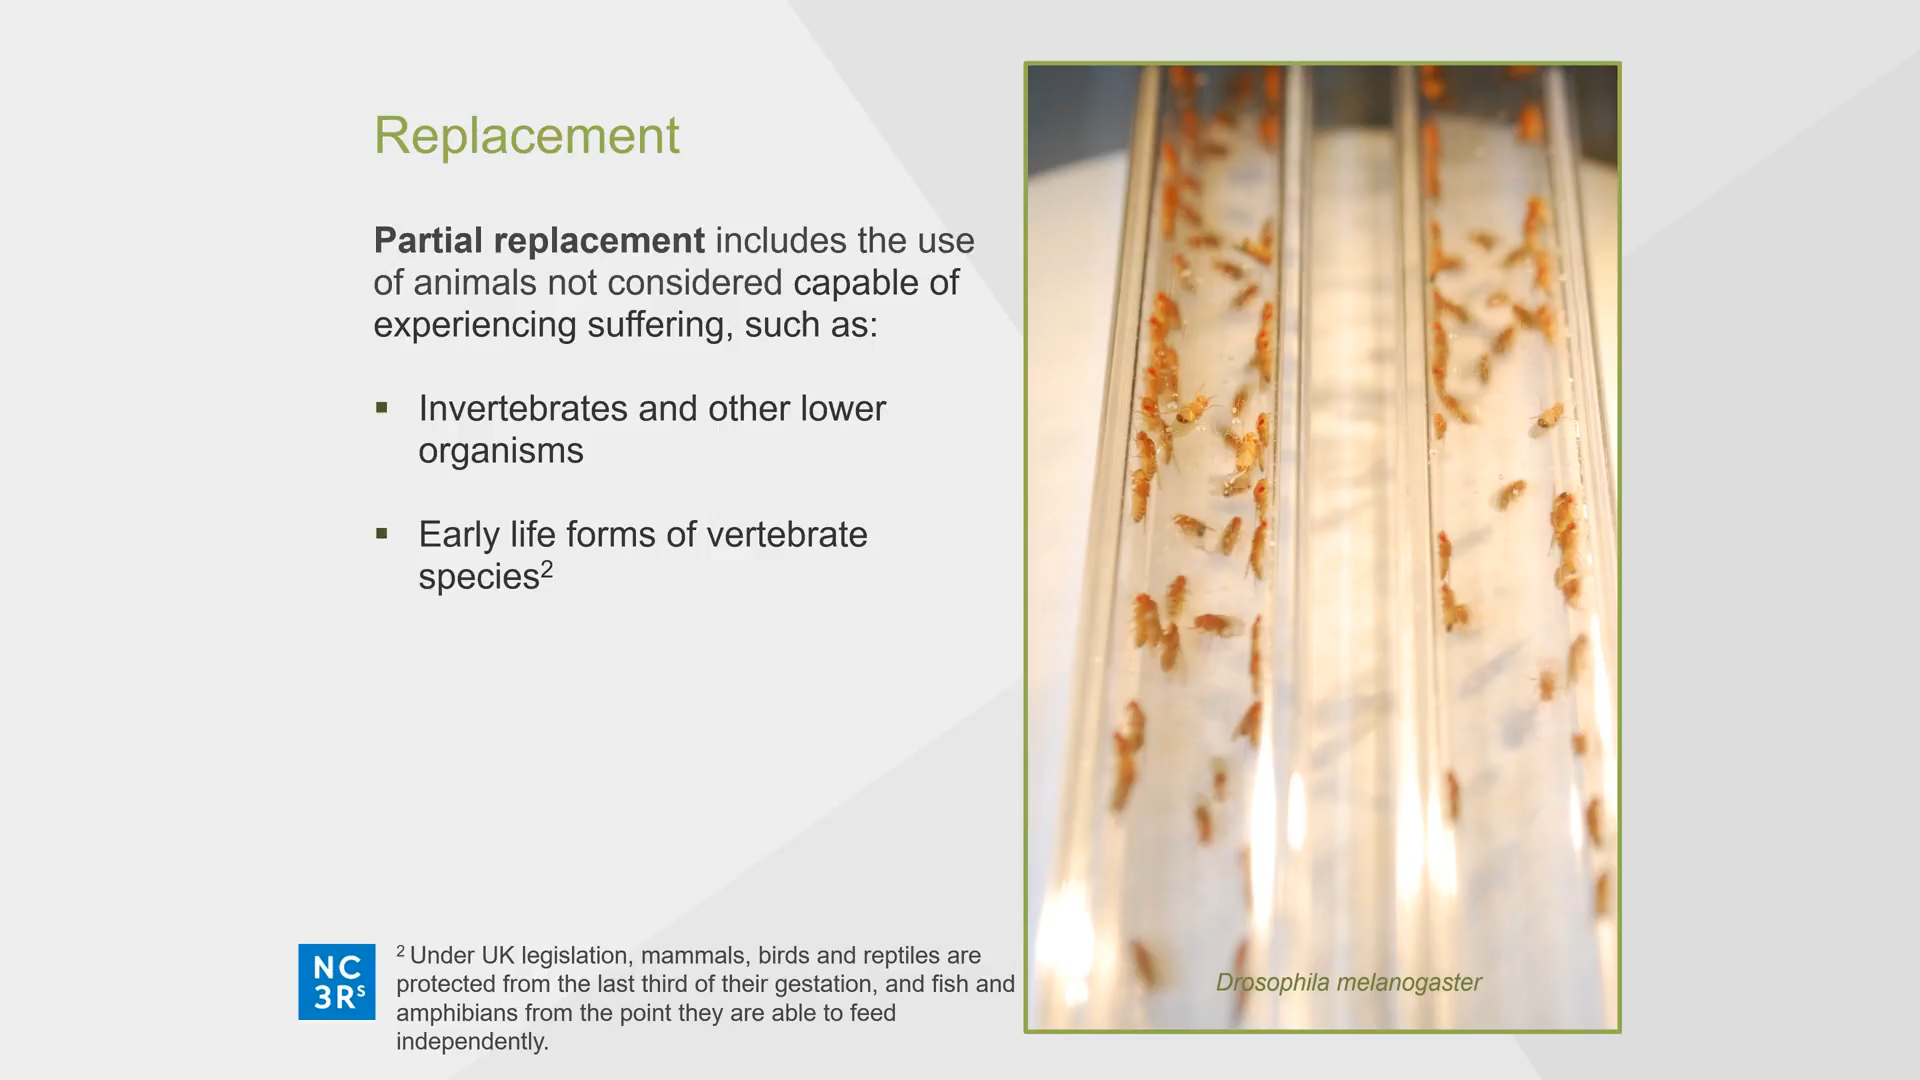 Replacement
Partial replacement includes the use
of animals not considered capable of
experiencing suffering, such as:
▪ Invertebrates and other lower
organisms
▪ Early life forms of vertebrate
species²
NC
3Rˢ
² Under UK legislation, mammals, birds and reptiles are
protected from the last third of their gestation, and fish and
amphibians from the point they are able to feed
independently.
Drosophila melanogaster